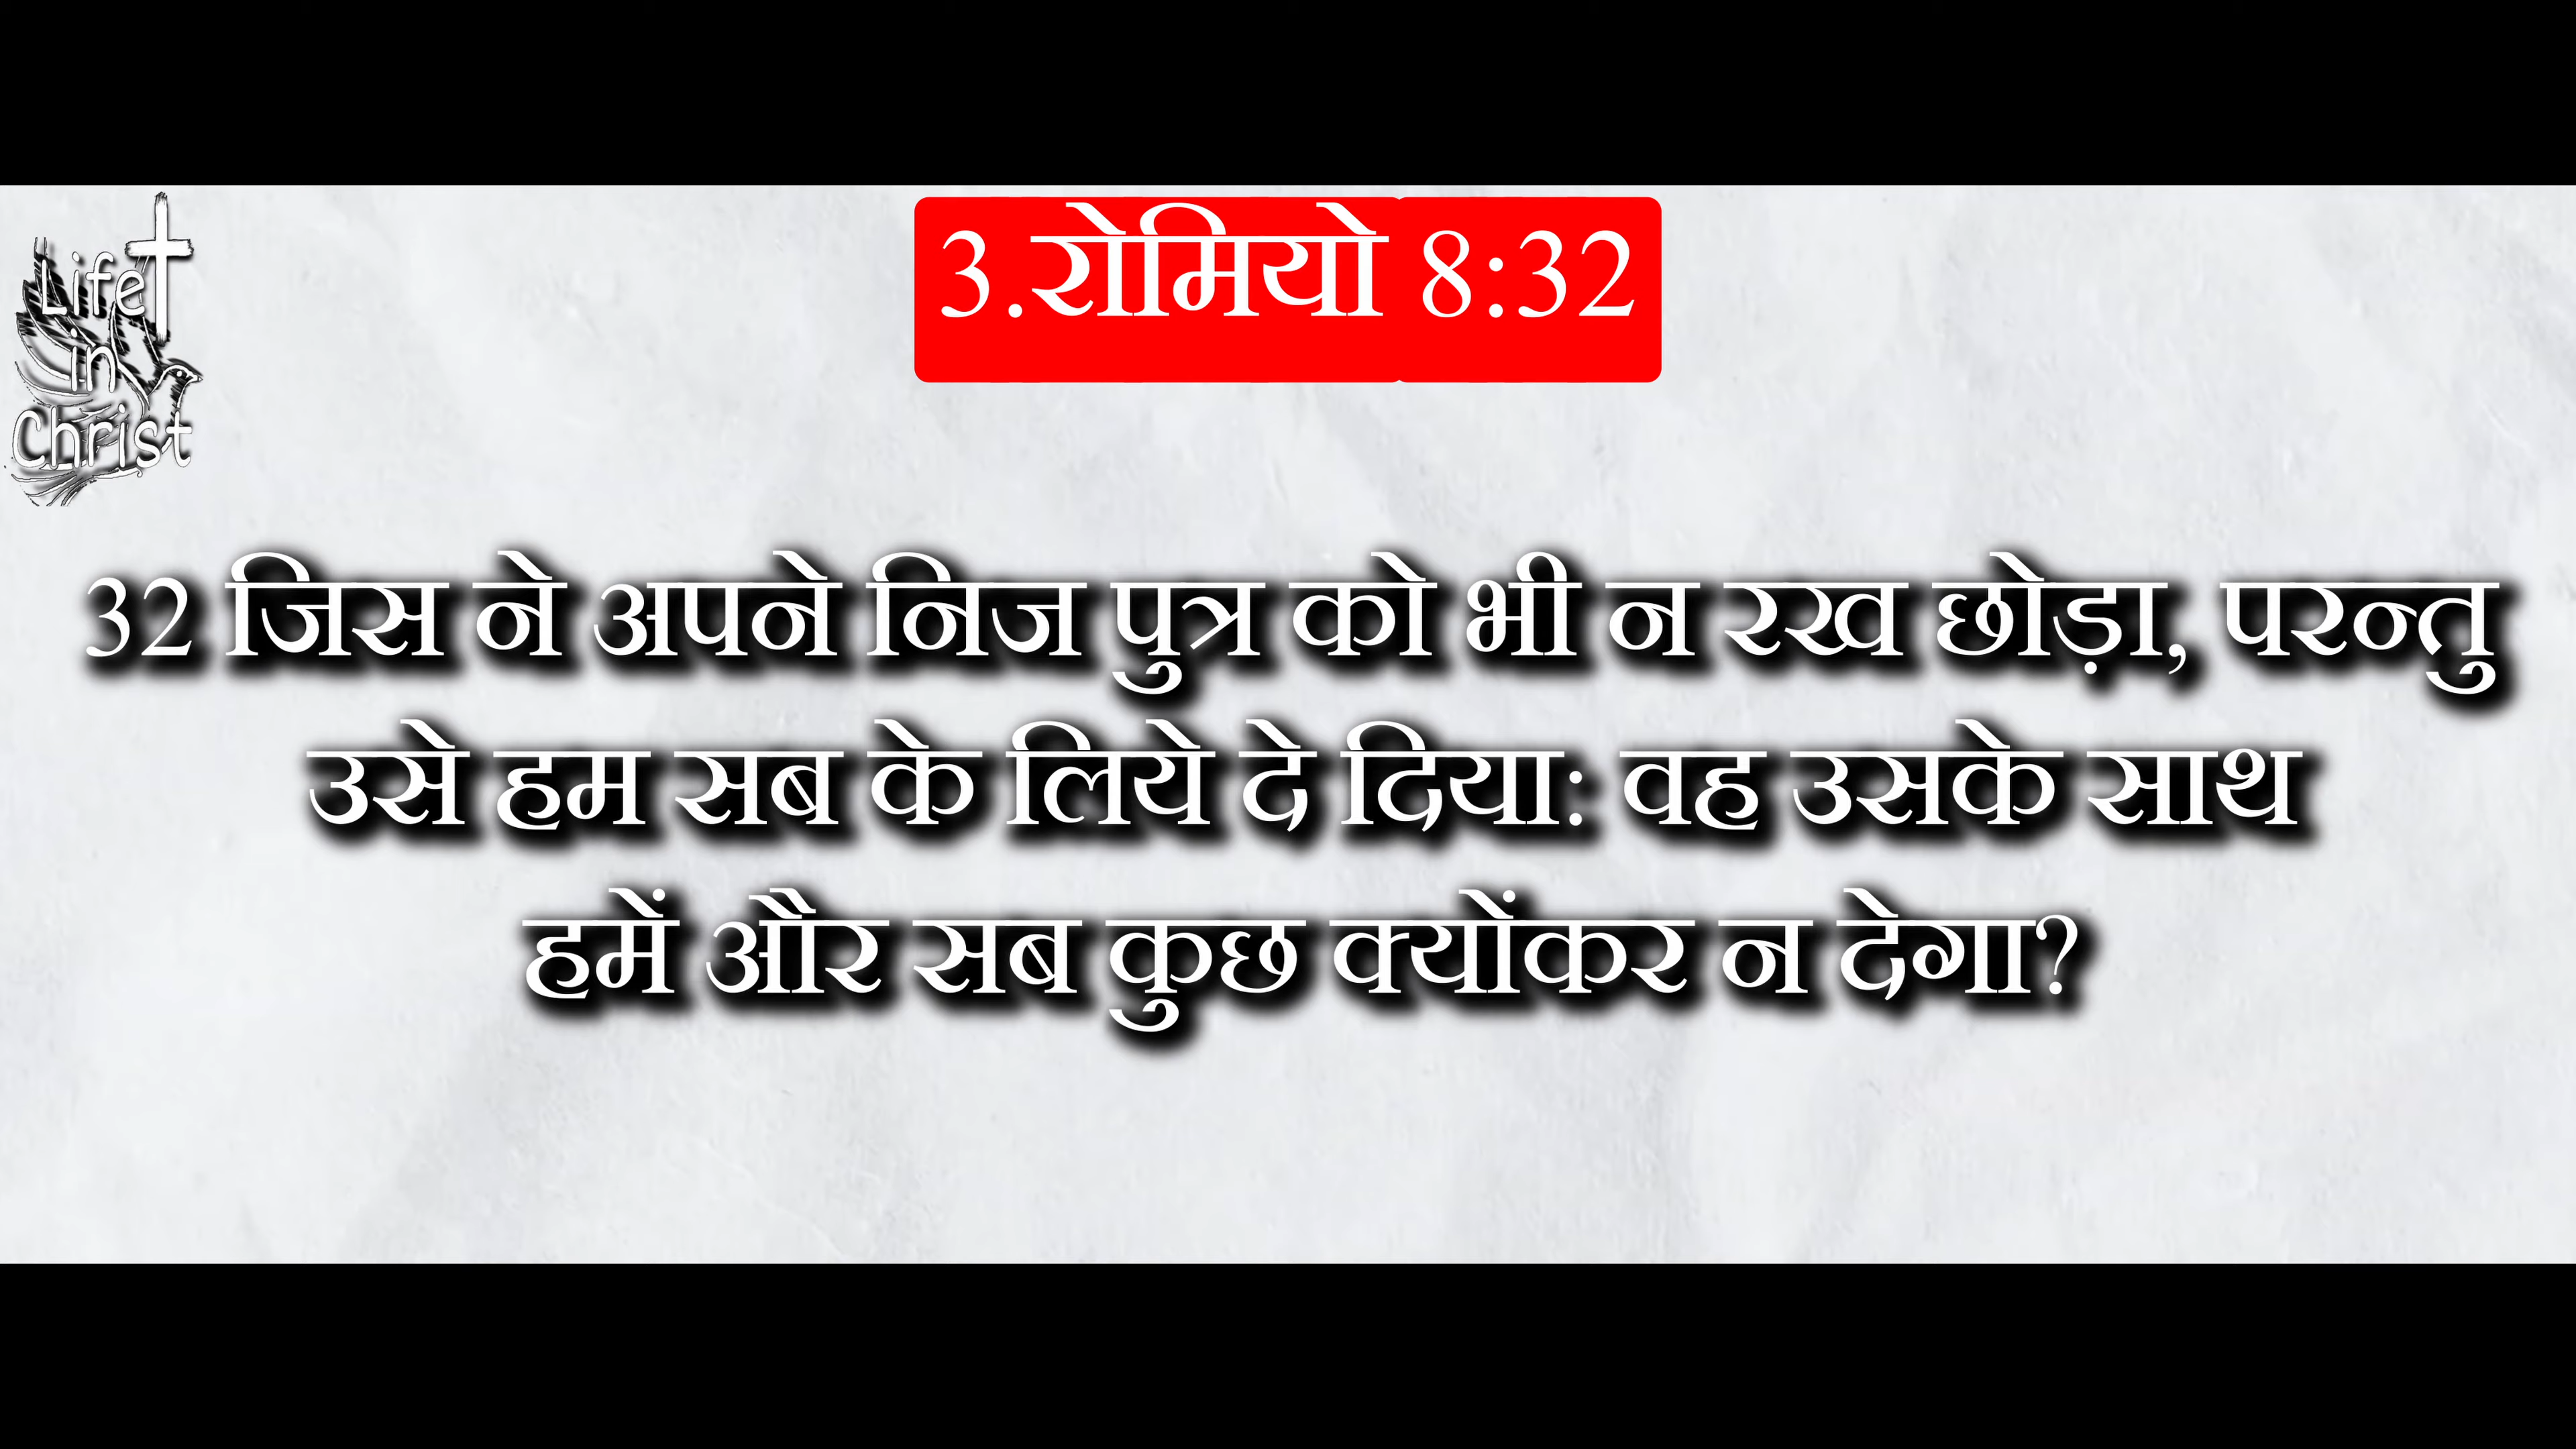 Life
in
Christ
3.रोमियो 8:32
32 जिस ने अपने निज पुत्र को भी न रख छोड़ा, परन्तु
उसे हम सब के लिये दे दिया: वह उसके साथ
हमें और सब कुछ क्योंकर न देगा?